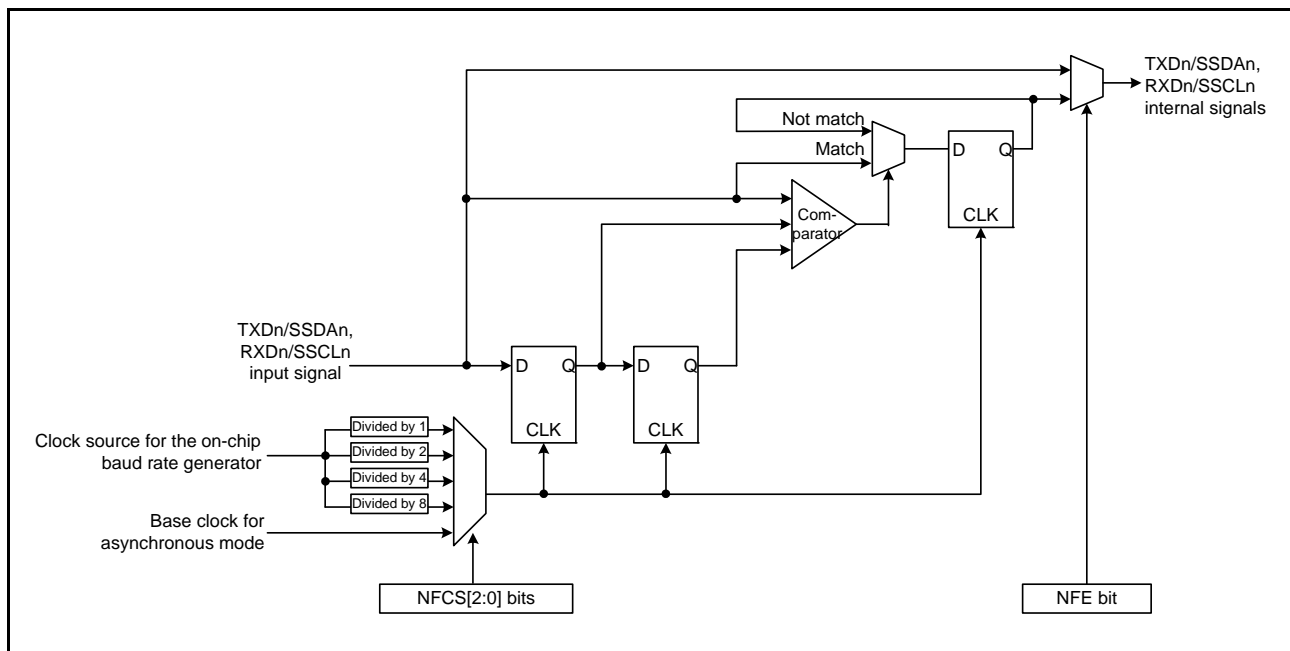 TXDn/SSDAn,
RXDn/SSCLn
internal signals
Not match
Match
D
Q
CLK
Com-
parator
TXDn/SSDAn,
RXDn/SSCLn
input signal
D
Q
CLK
D
Q
CLK
Clock source for the on-chip
baud rate generator
Divided by 1
Divided by 2
Divided by 4
Divided by 8
Base clock for
asynchronous mode
NFCS[2:0] bits
NFE bit